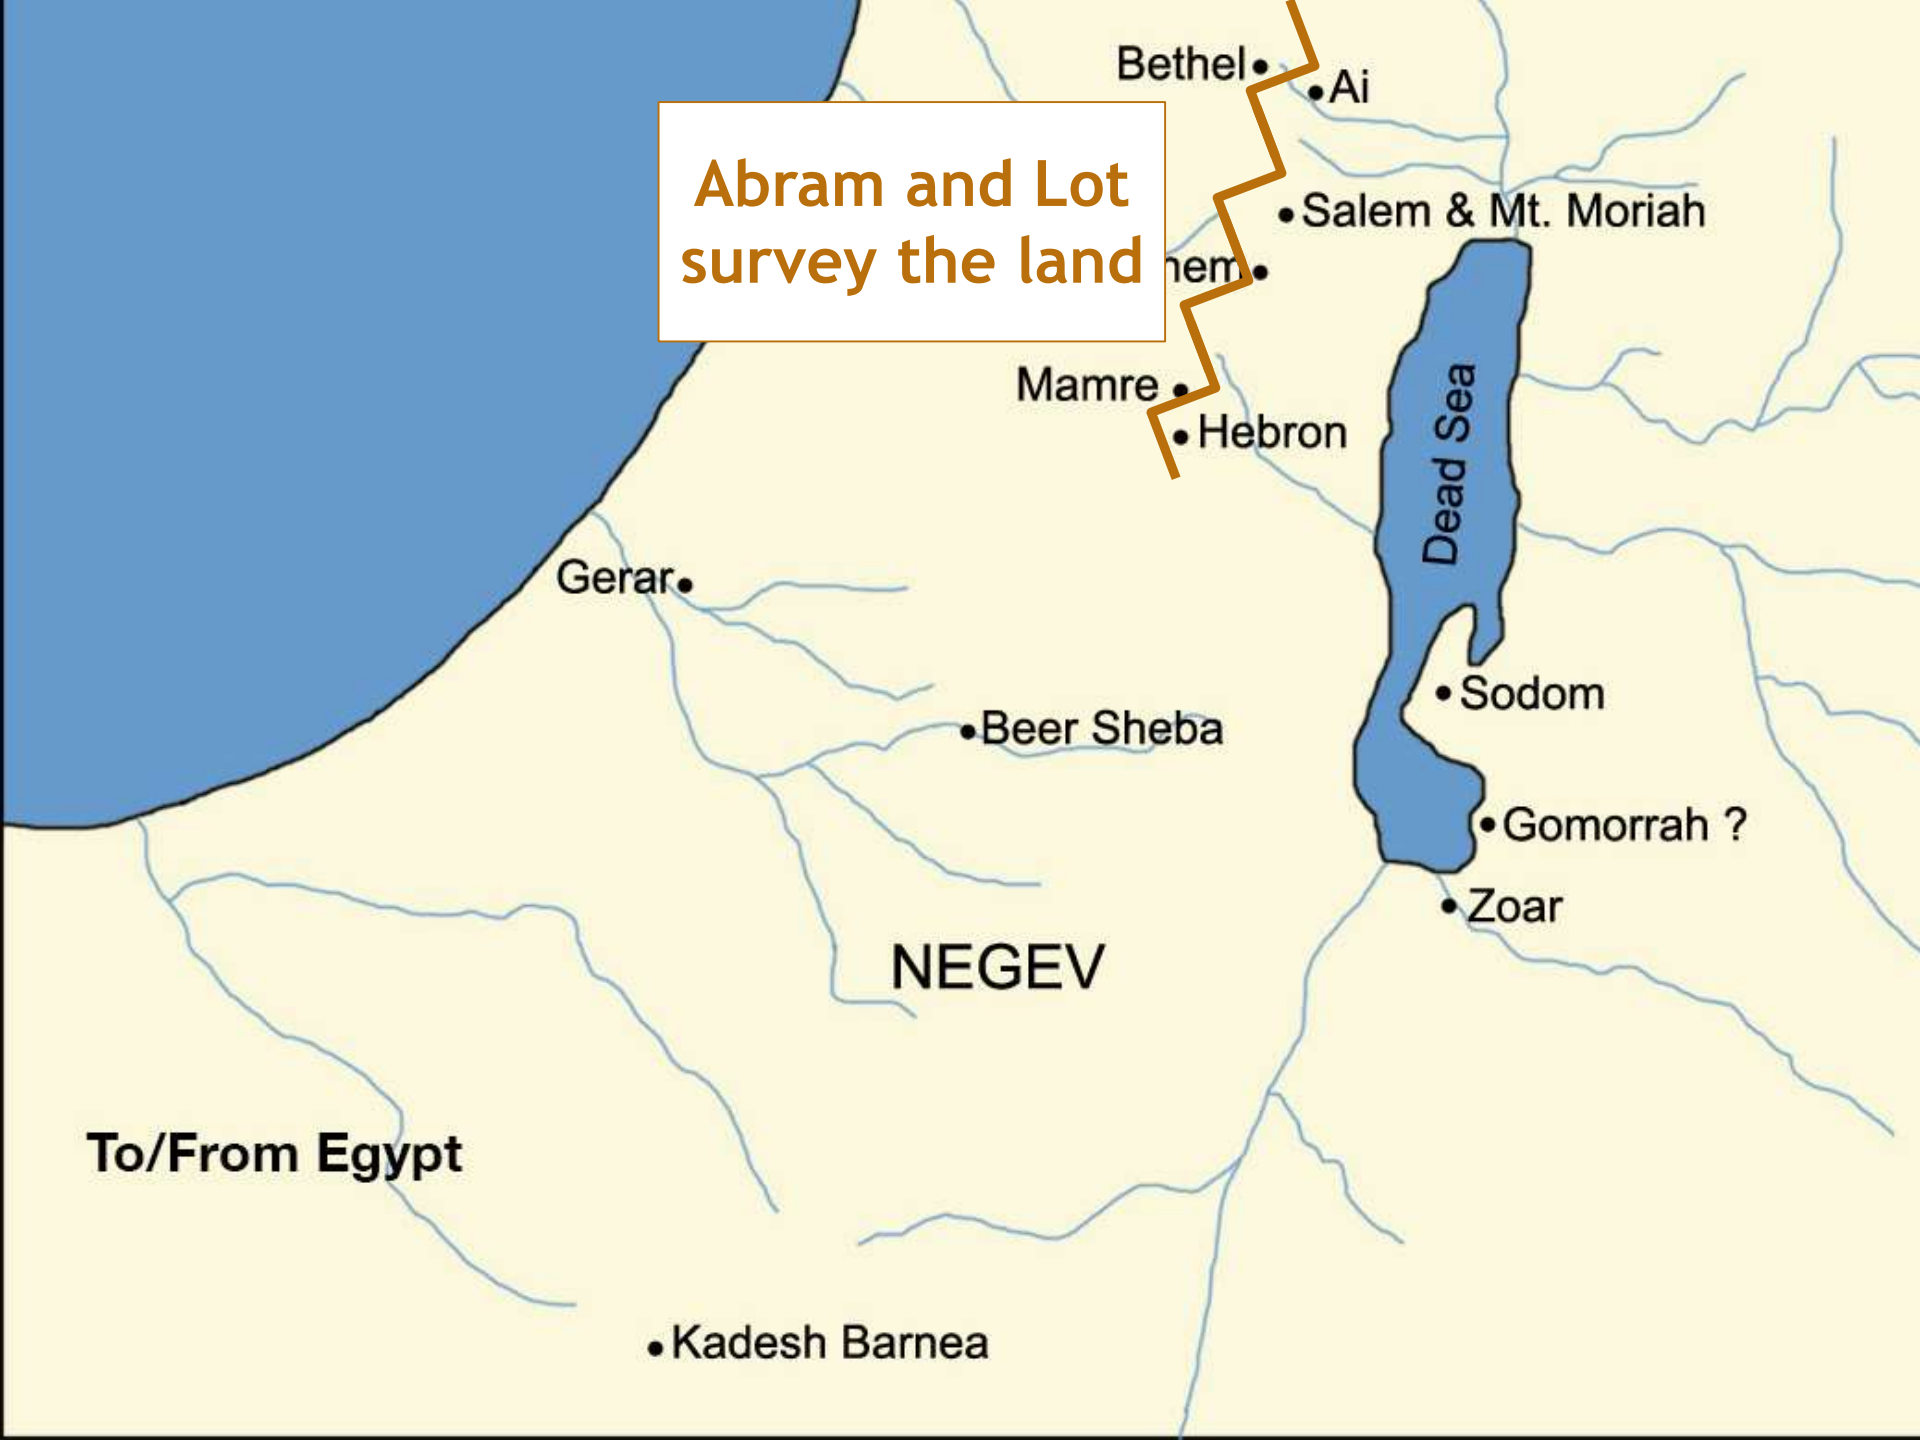 Bethel
Ai
Abram and Lot
survey the land
Salem & Mt. Moriah
hem
Mamre
Hebron
Dead Sea
Gerar
Sodom
Beer Sheba
Gomorrah ?
Zoar
NEGEV
To/From Egypt
Kadesh Barnea